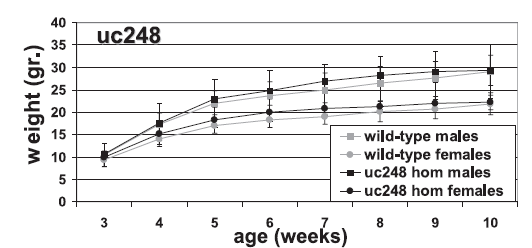 uc248
weight (gr.)
40
35
30
25
20
15
10
5
0
wild-type males
wild-type females
uc248 hom males
uc248 hom females
3 4 5 6 7 8 9 10
age (weeks)